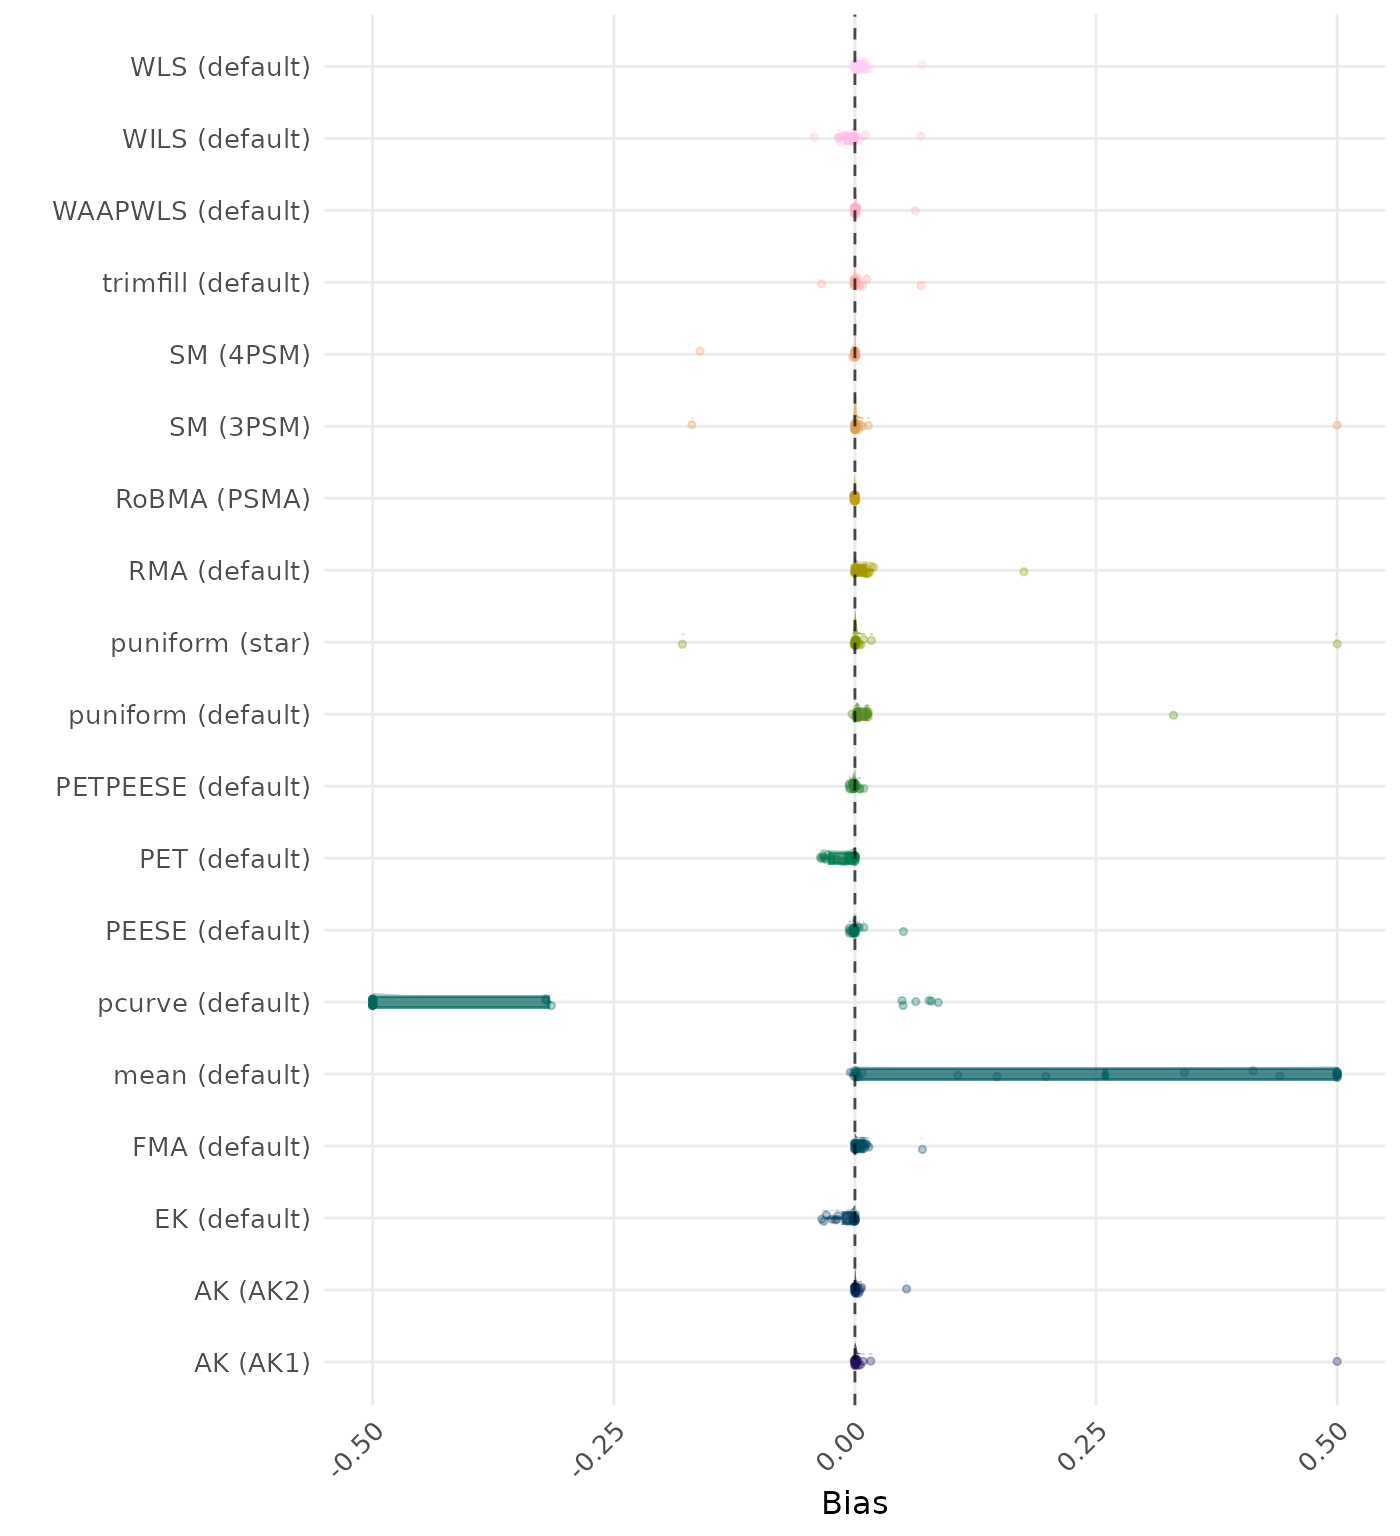 WLS (default)
WILS (default)
WAAPWLS (default)
trimfill (default)
SM (4PSM)
SM (3PSM)
RoBMA (PSMA)
RMA (default)
puniform (star)
puniform (default)
PETPEESE (default)
PET (default)
PEESE (default)
pcurve (default)
mean (default)
FMA (default)
EK (default)
AK (AK2)
AK (AK1)
-0.50
-0.25
0.00
0.25
0.50
Bias